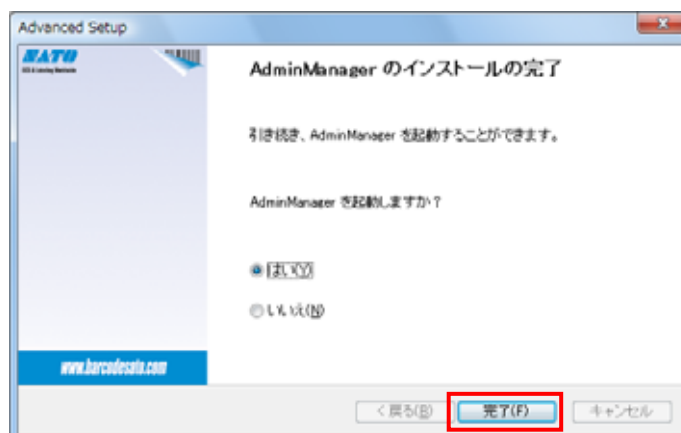 Advanced Setup
SATO
AdminManager のインストールの完了
引き続き、AdminManager を起動することができます。
AdminManager を起動しますか？
はい(Y)
いいえ(N)
www.barcodesato.com
< 戻る(B)
完了(F)
キャンセル